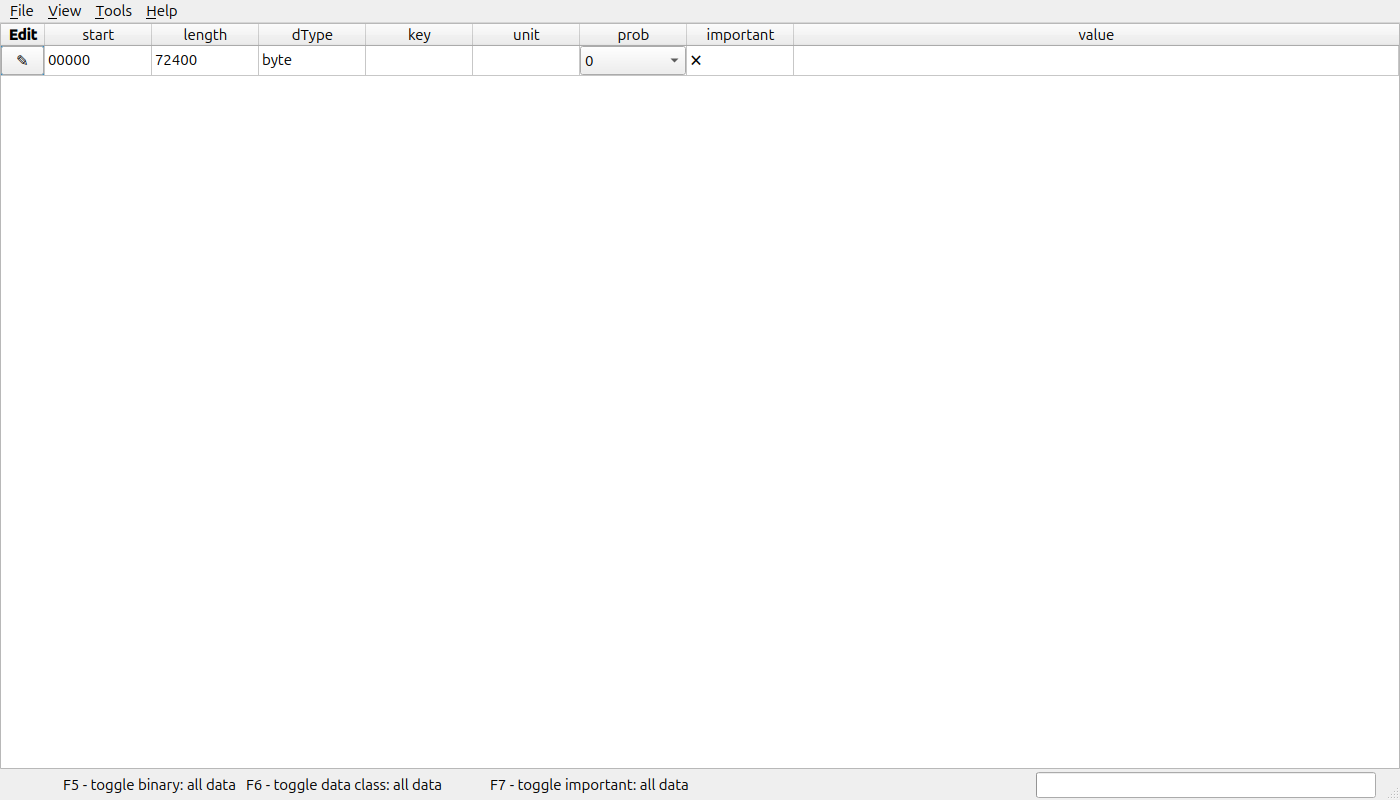 File View Tools Help
Edit start length dType key unit prob important value
✎ 00000 72400 byte 0 ✕
F5 - toggle binary: all data F6 - toggle data class: all data F7 - toggle important: all data